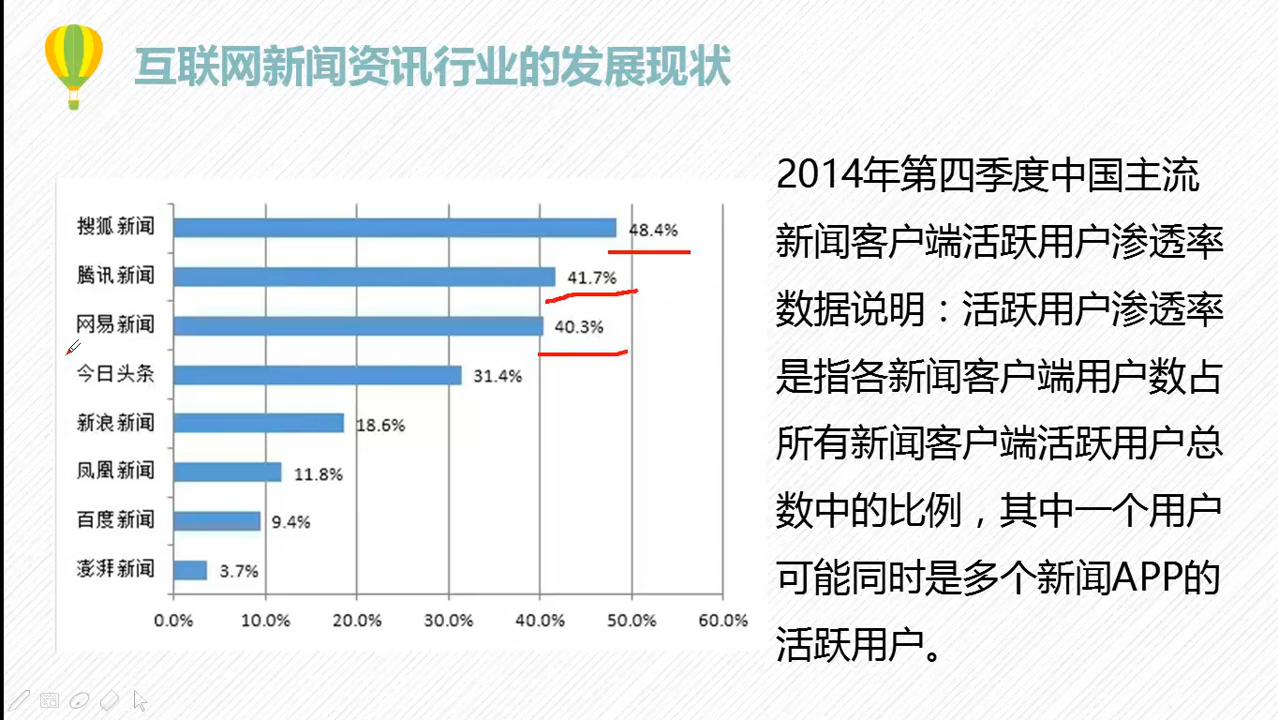 互联网新闻资讯行业的发展现状
搜狐新闻 48.4%
腾讯新闻 41.7%
网易新闻 40.3%
今日头条 31.4%
新浪新闻 18.6%
凤凰新闻 11.8%
百度新闻 9.4%
澎湃新闻 3.7%
0.0% 10.0% 20.0% 30.0% 40.0% 50.0% 60.0%
2014年第四季度中国主流
新闻客户端活跃用户渗透率
数据说明：活跃用户渗透率
是指各新闻客户端用户数占
所有新闻客户端活跃用户总
数中的比例，其中一个用户
可能同时是多个新闻APP的
活跃用户。